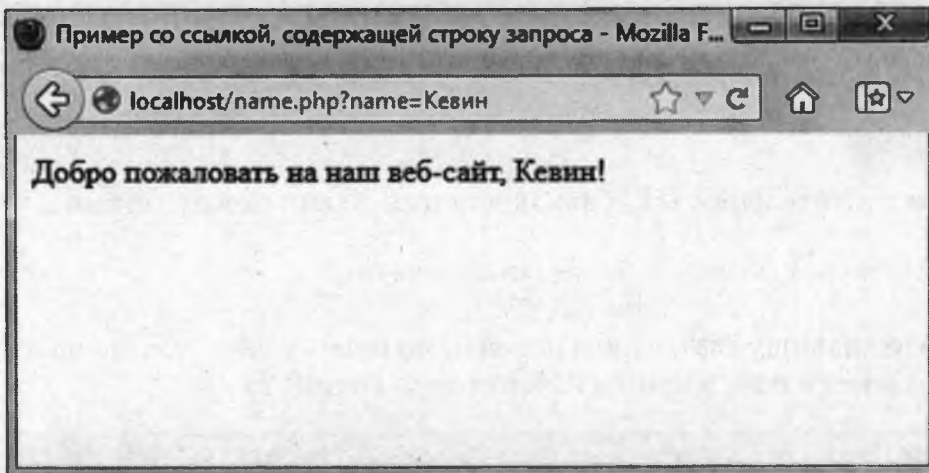 Пример со ссылкой, содержащей строку запроса - Mozilla F...
localhost/name.php?name=Кевин
Добро пожаловать на наш веб-сайт, Кевин!